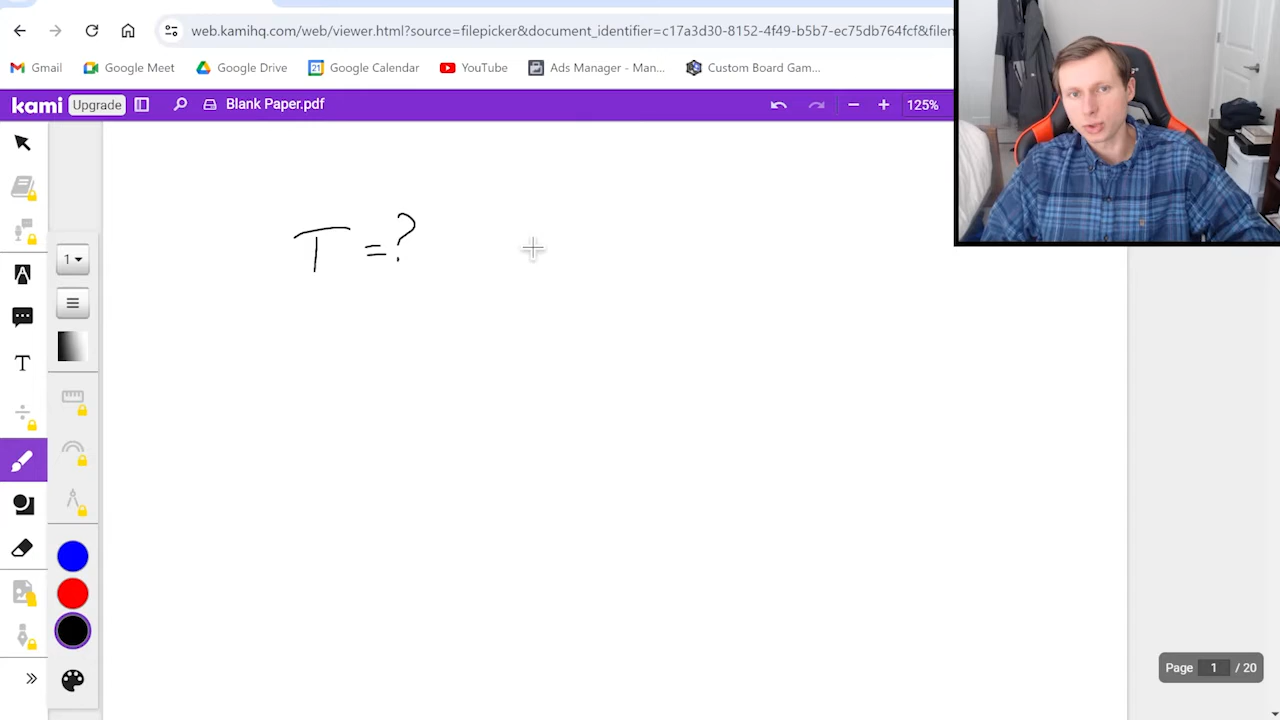 web.kamihq.com/web/viewer.html?source=filepicker&document_identifier=c17a3d30-8152-4f49-b5b7-ec75db764fcf&filen
Gmail Google Meet Google Drive 21 Google Calendar YouTube Ads Manager - Man... Custom Board Gam...
kami Upgrade Blank Paper.pdf 125%
T = ?
1
T
Page 1 / 20